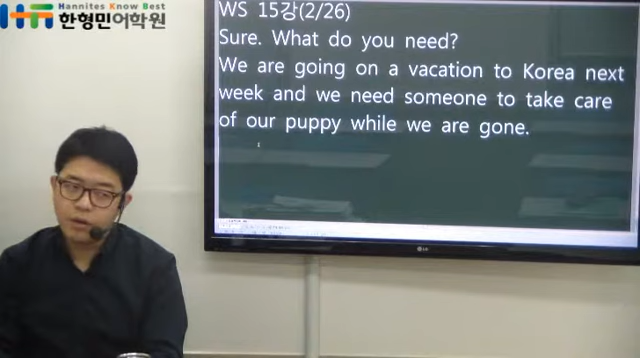 Hannites Know Best
한형민어학원
WS 15강(2/26)
Sure. What do you need?
We are going on a vacation to Korea next
week and we need someone to take care
of our puppy while we are gone.
LG